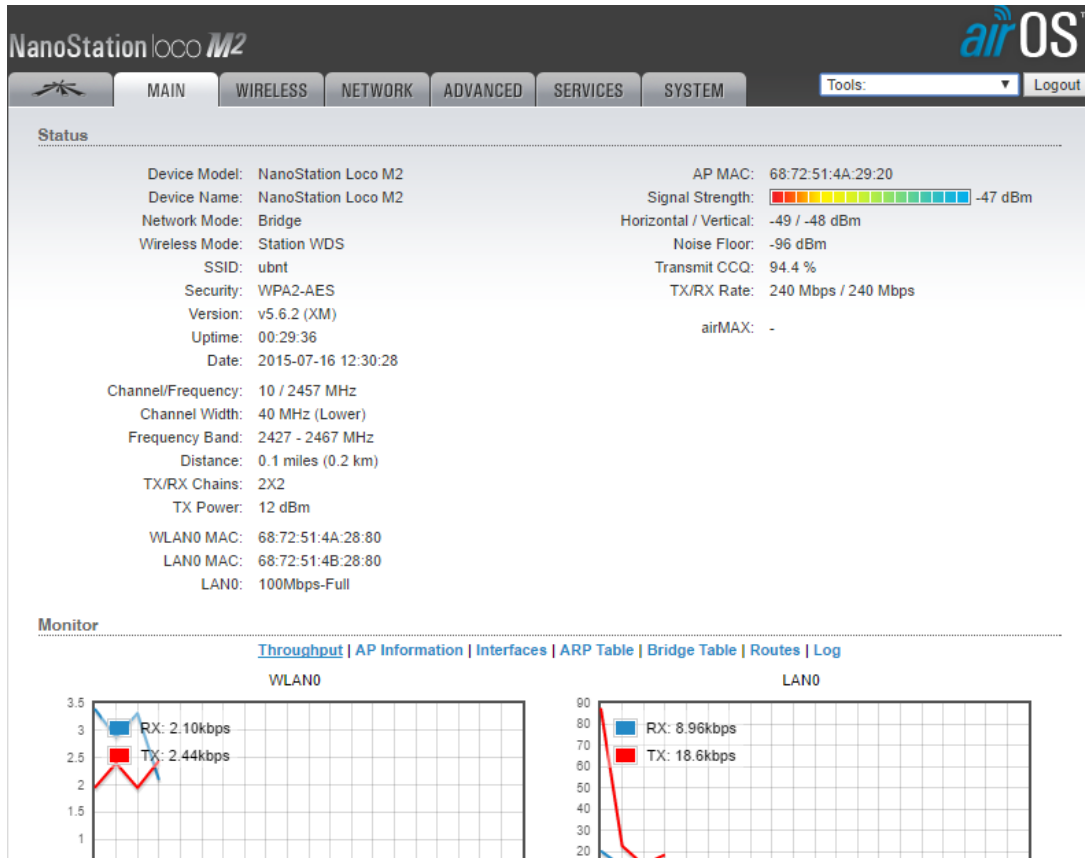 NanoStation loco M2
airOS™
MAIN WIRELESS NETWORK ADVANCED SERVICES SYSTEM Tools: Logout
Status
Device Model: NanoStation Loco M2
Device Name: NanoStation Loco M2
Network Mode: Bridge
Wireless Mode: Station WDS
SSID: ubnt
Security: WPA2-AES
Version: v5.6.2 (XM)
Uptime: 00:29:36
Date: 2015-07-16 12:30:28
Channel/Frequency: 10 / 2457 MHz
Channel Width: 40 MHz (Lower)
Frequency Band: 2427 - 2467 MHz
Distance: 0.1 miles (0.2 km)
TX/RX Chains: 2X2
TX Power: 12 dBm
WLAN0 MAC: 68:72:51:4A:28:80
LAN0 MAC: 68:72:51:4B:28:80
LAN0: 100Mbps-Full
AP MAC: 68:72:51:4A:29:20
Signal Strength: -47 dBm
Horizontal / Vertical: -49 / -48 dBm
Noise Floor: -96 dBm
Transmit CCQ: 94.4 %
TX/RX Rate: 240 Mbps / 240 Mbps
airMAX: -
Monitor
Throughput | AP Information | Interfaces | ARP Table | Bridge Table | Routes | Log
WLAN0
3.5
3
2.5
2
1.5
1
RX: 2.10kbps
TX: 2.44kbps
LAN0
90
80
70
60
50
40
30
20
RX: 8.96kbps
TX: 18.6kbps